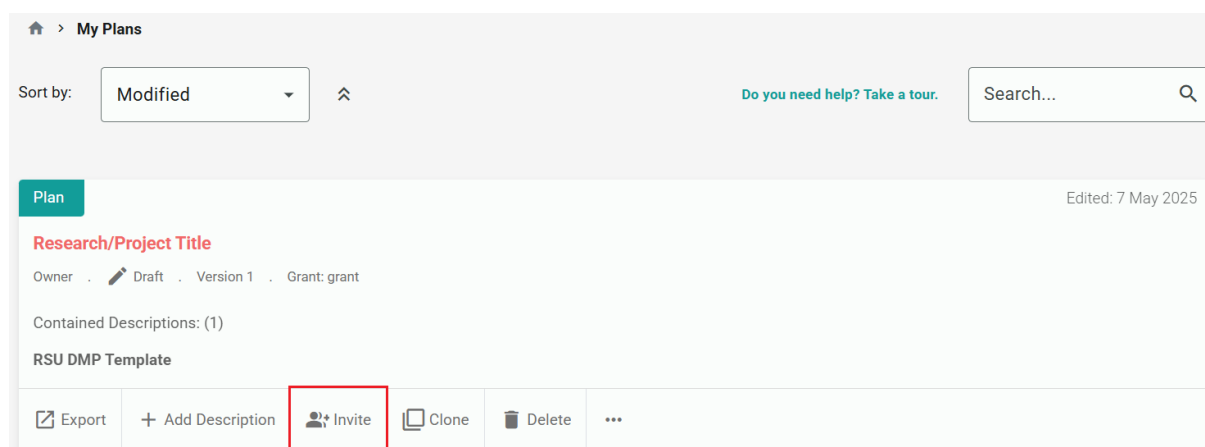 My Plans
Sort by: Modified Do you need help? Take a tour. Search...
Plan Edited: 7 May 2025
Research/Project Title
Owner . Draft . Version 1 . Grant: grant
Contained Descriptions: (1)
RSU DMP Template
Export Add Description Invite Clone Delete